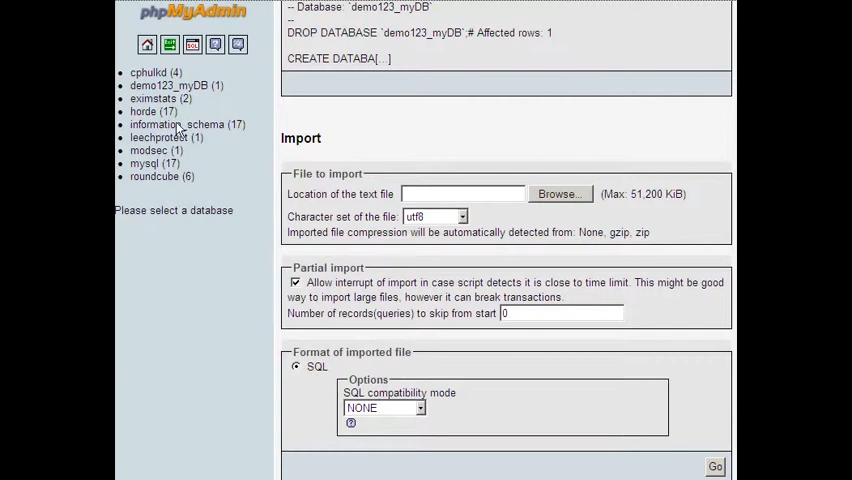 phpMyAdmin
SQL
cphulkd (4)
demo123_myDB (1)
eximstats (2)
horde (17)
information_schema (17)
leechprotect (1)
modsec (1)
mysql (17)
roundcube (6)
Please select a database
-- Database: `demo123_myDB`
--
DROP DATABASE `demo123_myDB`;# Affected rows: 1
CREATE DATABA[...]
Import
File to import
Location of the text file Browse... (Max: 51,200 KiB)
Character set of the file: utf8
Imported file compression will be automatically detected from: None, gzip, zip
Partial import
Allow interrupt of import in case script detects it is close to time limit. This might be good
way to import large files, however it can break transactions.
Number of records(queries) to skip from start 0
Format of imported file
SQL
Options
SQL compatibility mode
NONE
?
Go